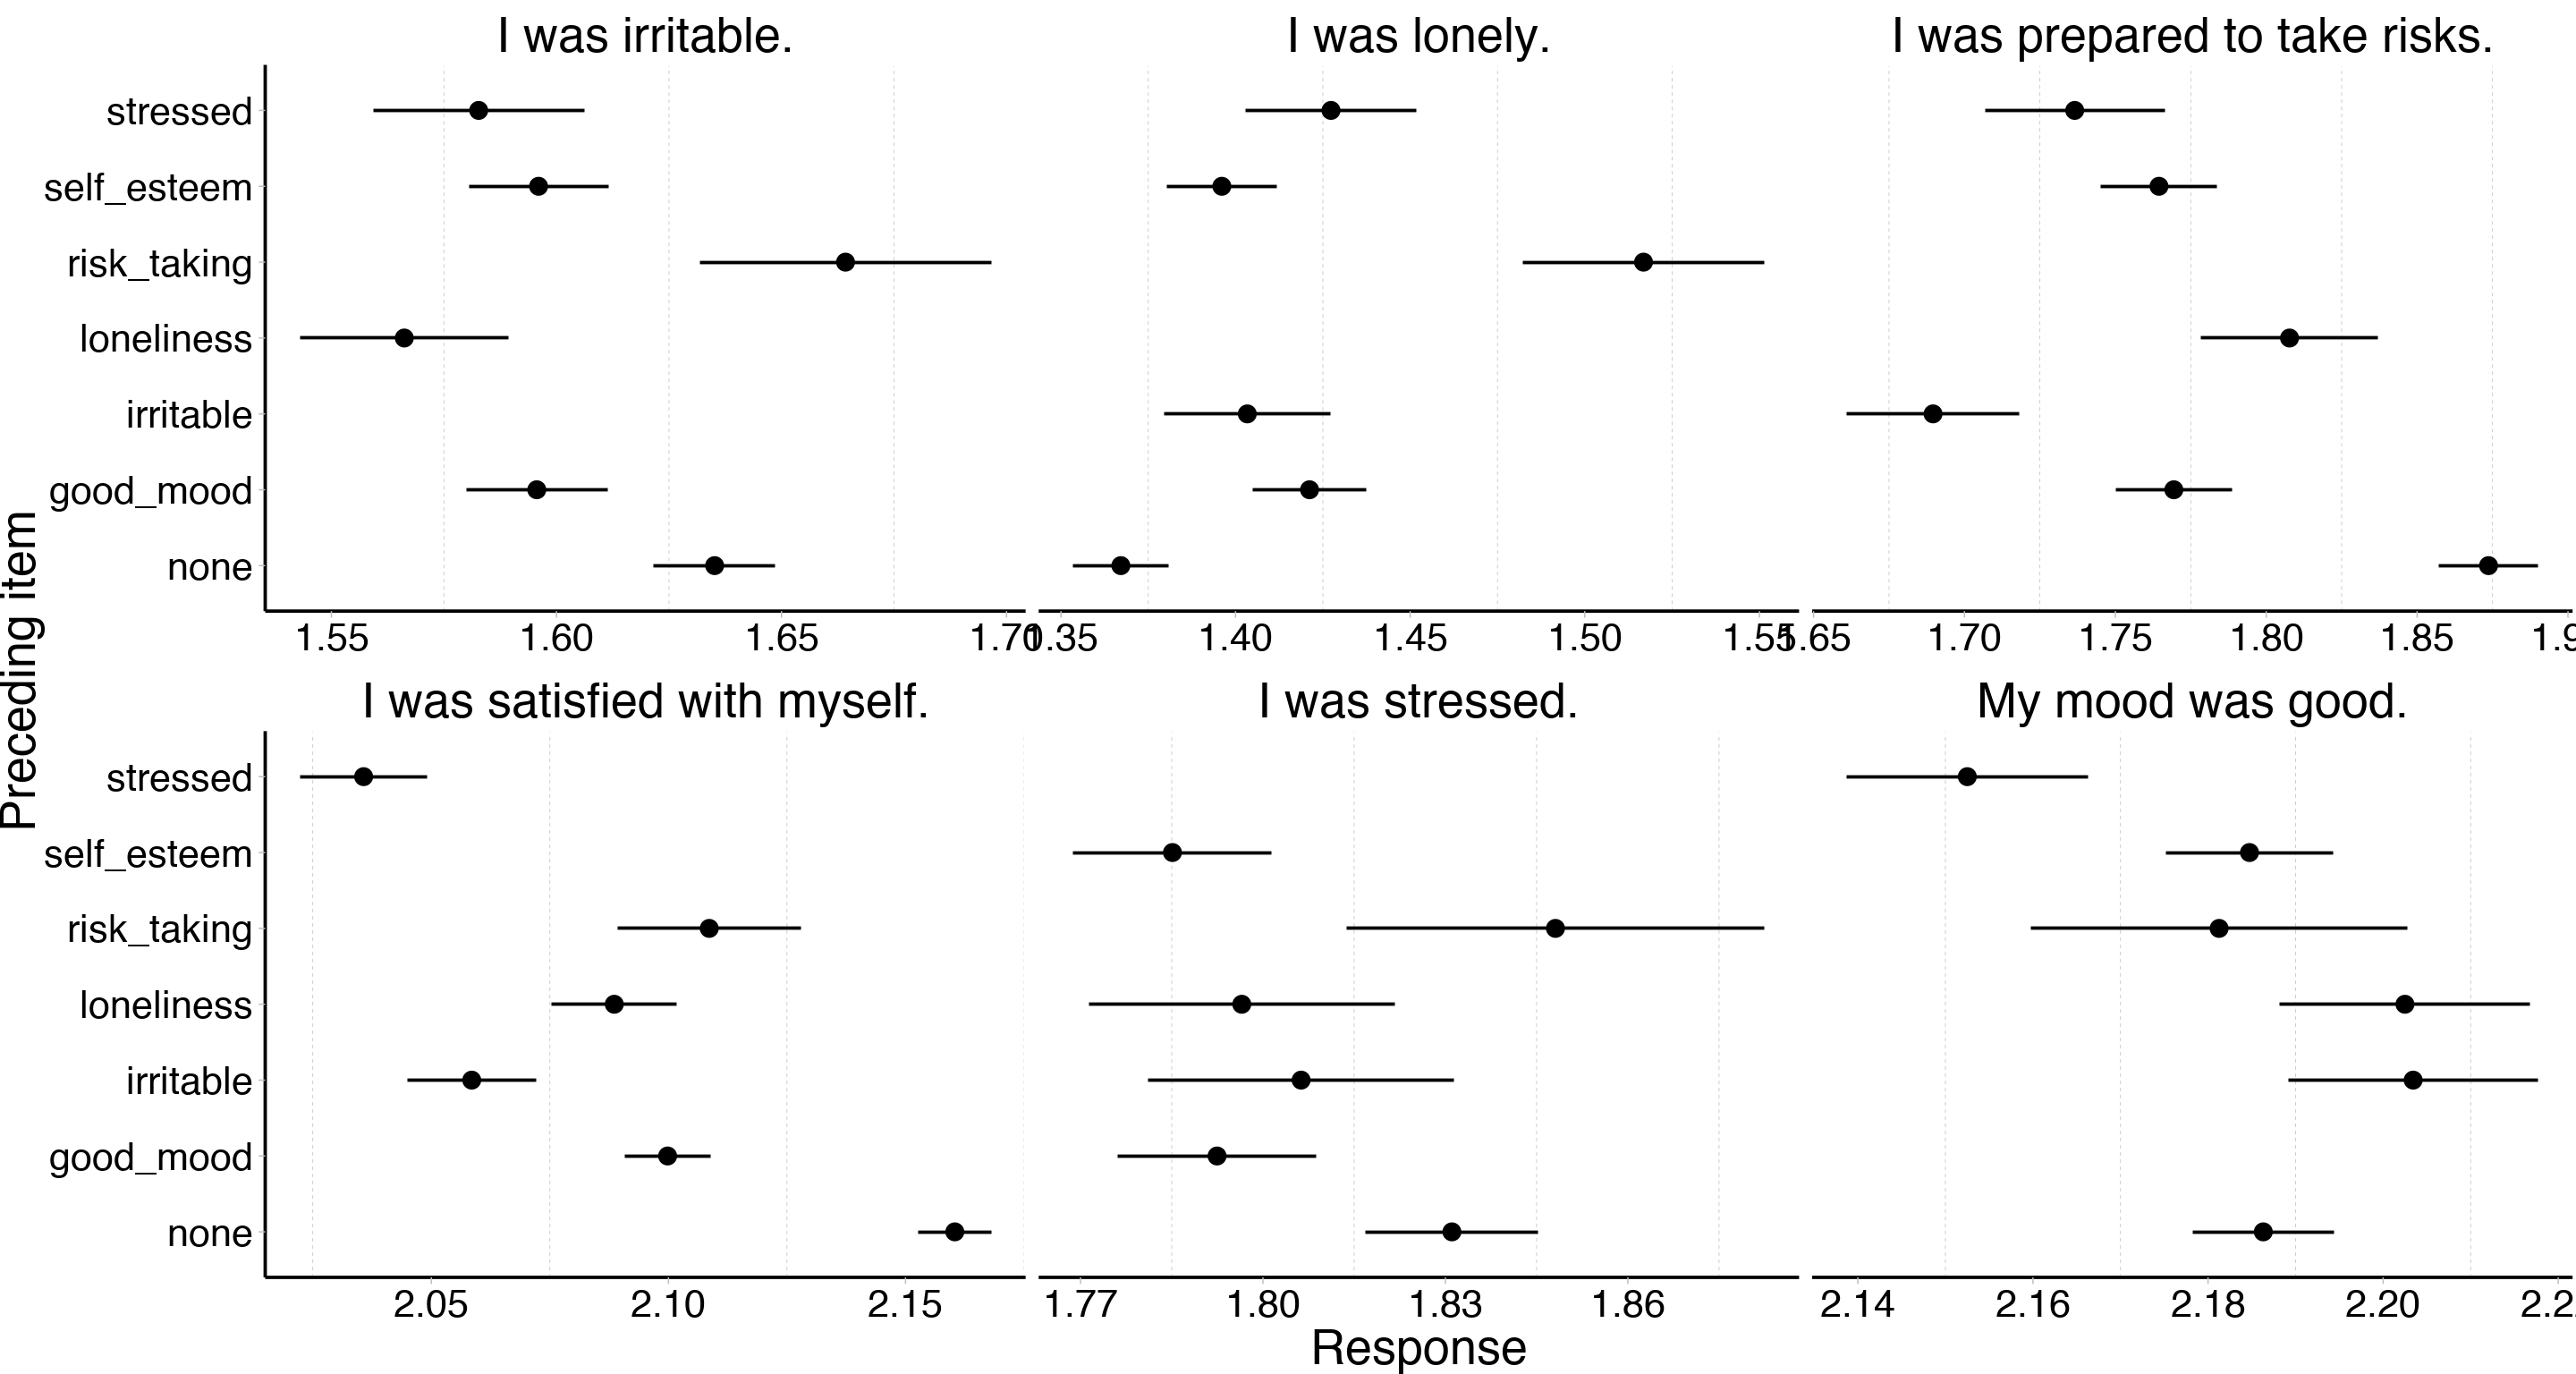 I was irritable.
I was lonely.
I was prepared to take risks.
stressed
self_esteem
risk_taking
loneliness
irritable
good_mood
none
1.55 1.60 1.65 1.70
1.35 1.40 1.45 1.50 1.55
1.65 1.70 1.75 1.80 1.85 1.9
Preceding item
I was satisfied with myself.
I was stressed.
My mood was good.
stressed
self_esteem
risk_taking
loneliness
irritable
good_mood
none
2.05 2.10 2.15
1.77 1.80 1.83 1.86
2.14 2.16 2.18 2.20 2.2
Response